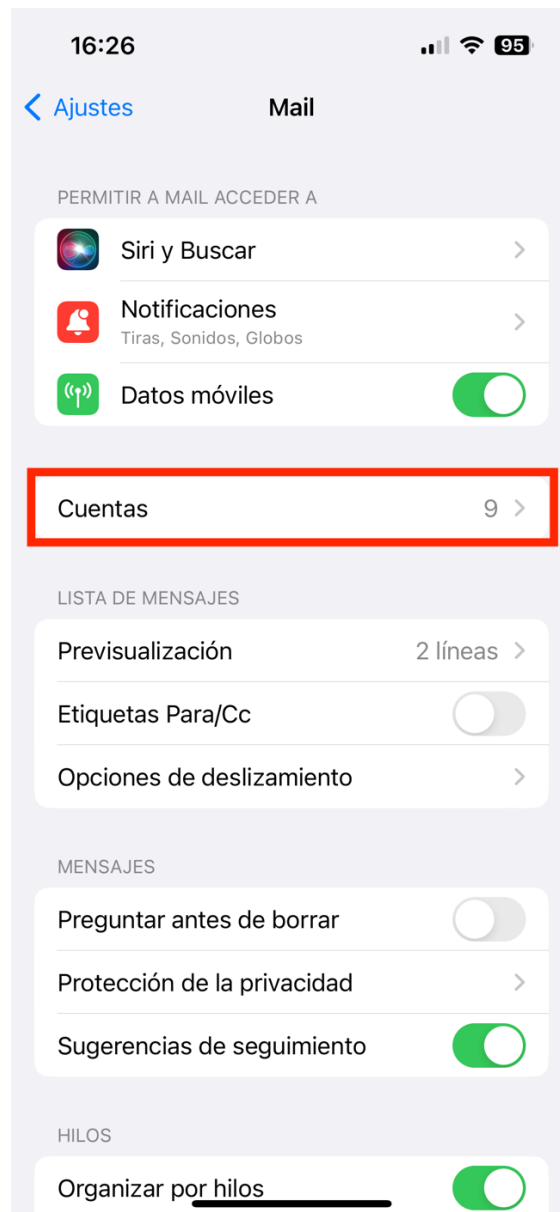 16:26
95
Ajustes
Mail
PERMITIR A MAIL ACCEDER A
Siri y Buscar
Notificaciones
Tiras, Sonidos, Globos
Datos móviles
Cuentas
9
LISTA DE MENSAJES
Previsualización
2 líneas
Etiquetas Para/Cc
Opciones de deslizamiento
MENSAJES
Preguntar antes de borrar
Protección de la privacidad
Sugerencias de seguimiento
HILOS
Organizar por hilos